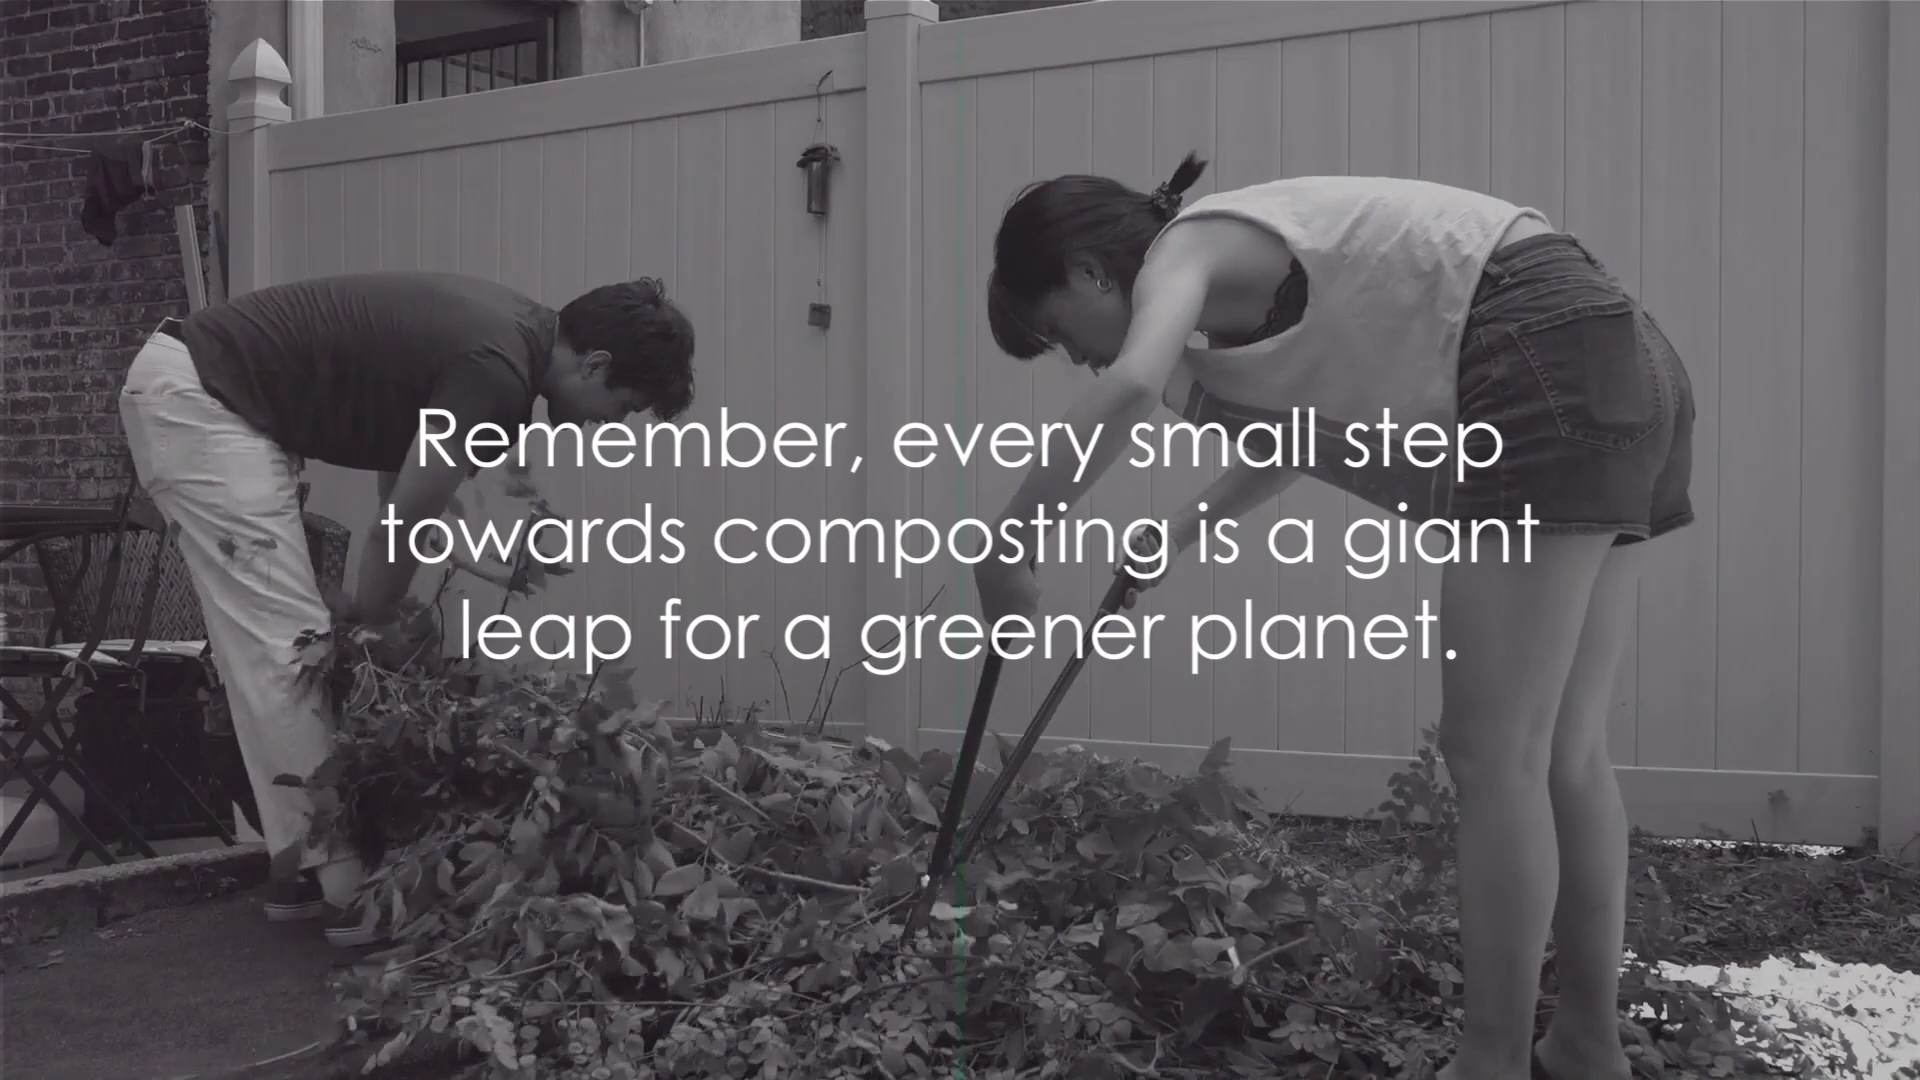 Remember, every small step
towards composting is a giant
leap for a greener planet.